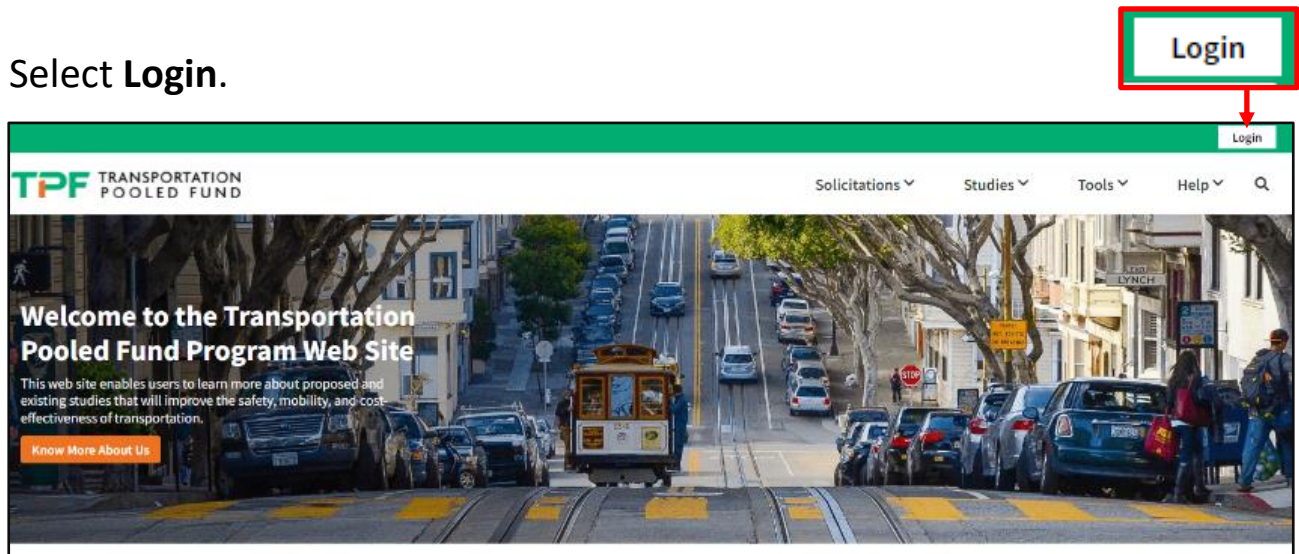 Login
Select Login.
Login
TPF TRANSPORTATION
POOLED FUND
Solicitations Studies Tools Help
Welcome to the Transportation
Pooled Fund Program Web Site
This web site enables users to learn more about proposed and
existing studies that will improve the safety, mobility, and cost-
effectiveness of transportation.
Know More About Us
LYNCH
STOP